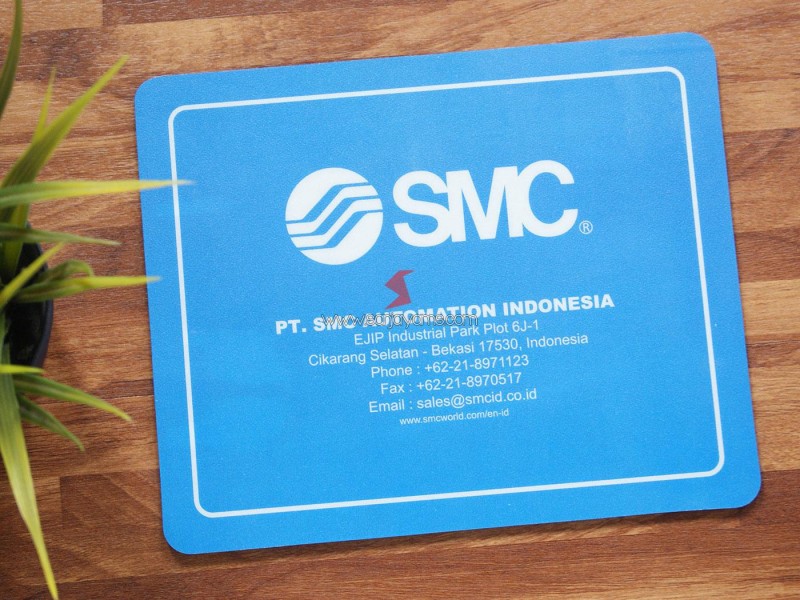 SMC®
PT. SMC AUTOMATION INDONESIA
EJIP Industrial Park Plot 6J-1
Cikarang Selatan - Bekasi 17530, Indonesia
Phone : +62-21-8971123
Fax : +62-21-8970517
Email : sales@smcid.co.id
www.smcworld.com/en-id